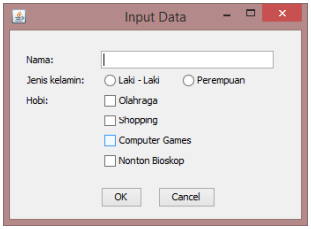 Input Data
Nama:
Jenis kelamin: Laki - Laki Perempuan
Hobi: Olahraga
Shopping
Computer Games
Nonton Bioskop
OK Cancel